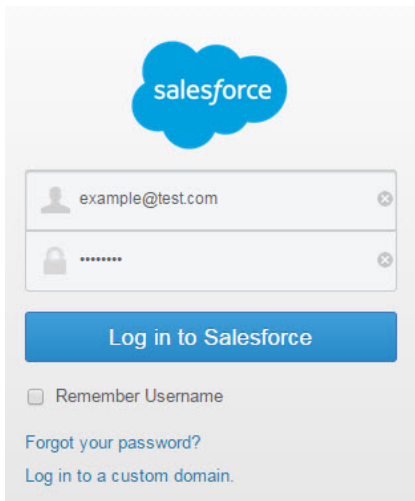 salesforce
example@test.com
••••••••
Log in to Salesforce
Remember Username
Forgot your password?
Log in to a custom domain.